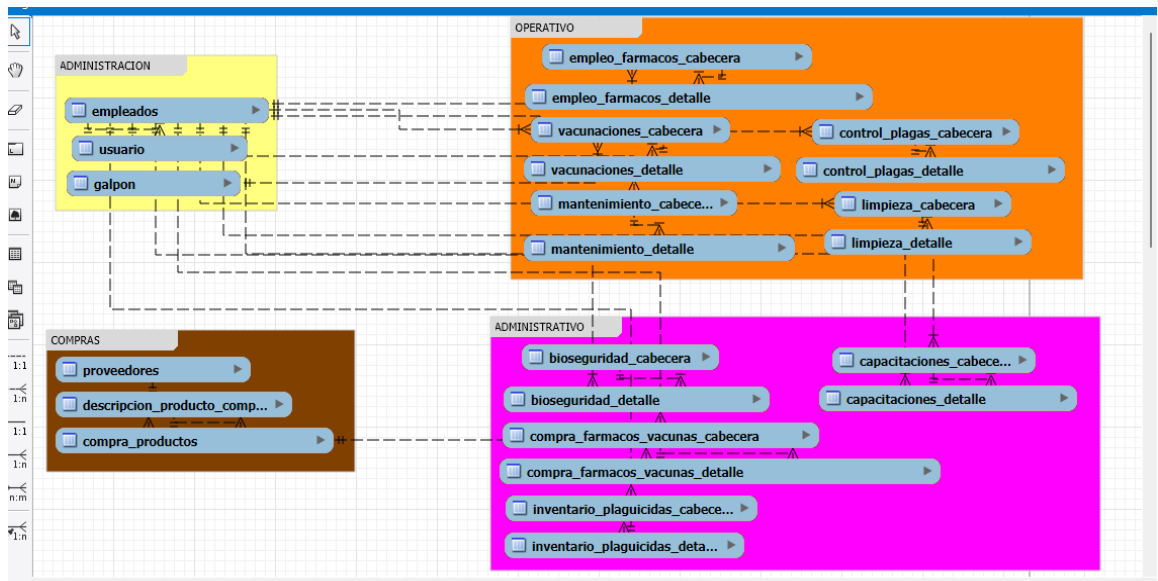 ADMINISTRACION
empleados
usuario
galpon
OPERATIVO
empleo_farmacos_cabecera
empleo_farmacos_detalle
vacunaciones_cabecera
control_plagas_cabecera
vacunaciones_detalle
control_plagas_detalle
mantenimiento_cabece...
limpieza_cabecera
mantenimiento_detalle
limpieza_detalle
COMPRAS
proveedores
descripcion_producto_comp...
compra_productos
ADMINISTRATIVO
bioseguridad_cabecera
capacitaciones_cabece...
bioseguridad_detalle
capacitaciones_detalle
compra_farmacos_vacunas_cabecera
compra_farmacos_vacunas_detalle
inventario_plaguicidas_cabece...
inventario_plaguicidas_deta...
1:1
1:n
1:1
1:n
n:m
1:n